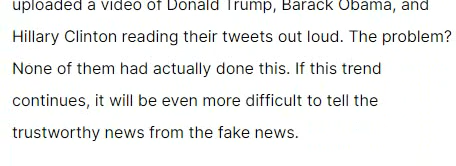 uploaded a video of Donald Trump, Barack Obama, and
Hillary Clinton reading their tweets out loud. The problem?
None of them had actually done this. If this trend
continues, it will be even more difficult to tell the
trustworthy news from the fake news.